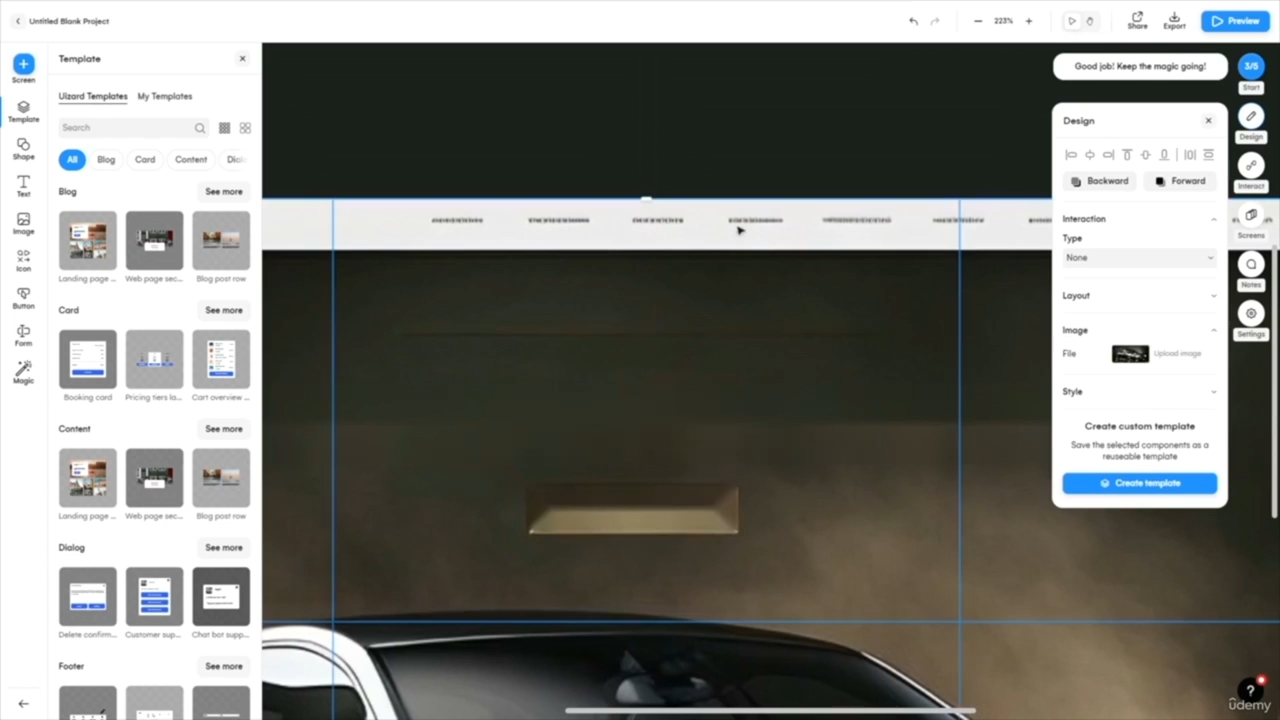 Untitled Blank Project
223%
Share
Export
Preview
Screen
Template
Shape
Text
Image
Icon
Button
Form
Magic
Template
Uizard Templates
My Templates
Search
All
Blog
Card
Content
Dial
Blog
See more
Landing page ...
Web page sec...
Blog post row
Card
See more
Booking card
Pricing tiers la...
Cart overview ...
Content
See more
Landing page ...
Web page sec...
Blog post row
Dialog
See more
Delete confirm...
Customer sup...
Chat bot supp...
Footer
See more
Good job! Keep the magic going!
3/5
Start
Design
Interact
Screens
Notes
Settings
Design
Backward
Forward
Interaction
Type
None
Layout
Image
File
Upload image
Style
Create custom template
Save the selected components as a
reuseable template
Create template
?
ûdemy